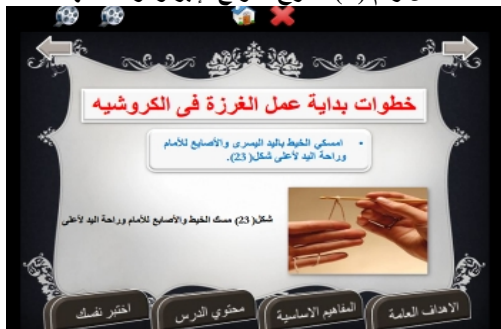 خطوات بداية عمل الغرزة فى الكروشيه
• امسكي الخيط باليد اليسرى والأصابع للأمام
وراحة اليد لأعلى شكل( 23).
شكل( 23) مسك الخيط والأصابع للأمام وراحة اليد لأعلى
الاهداف العامة
المفاهيم الاساسية
محتوي الدرس
اختبر نفسك